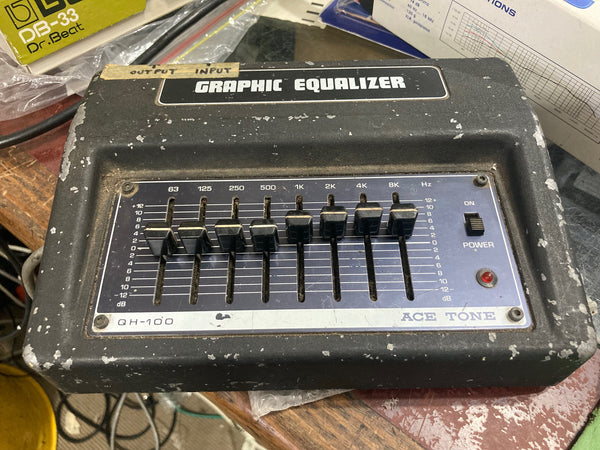 DB-33
Dr. Beat
OUTPUT INPUT
GRAPHIC EQUALIZER
63 125 250 500 1K 2K 4K 8K Hz
+12 +12
10 10
8 8
6 6
4 4
2 2
0 0
2 2
4 4
6 6
8 8
10 10
-12 -12
dB dB
ON
POWER
QH-100 ACE TONE